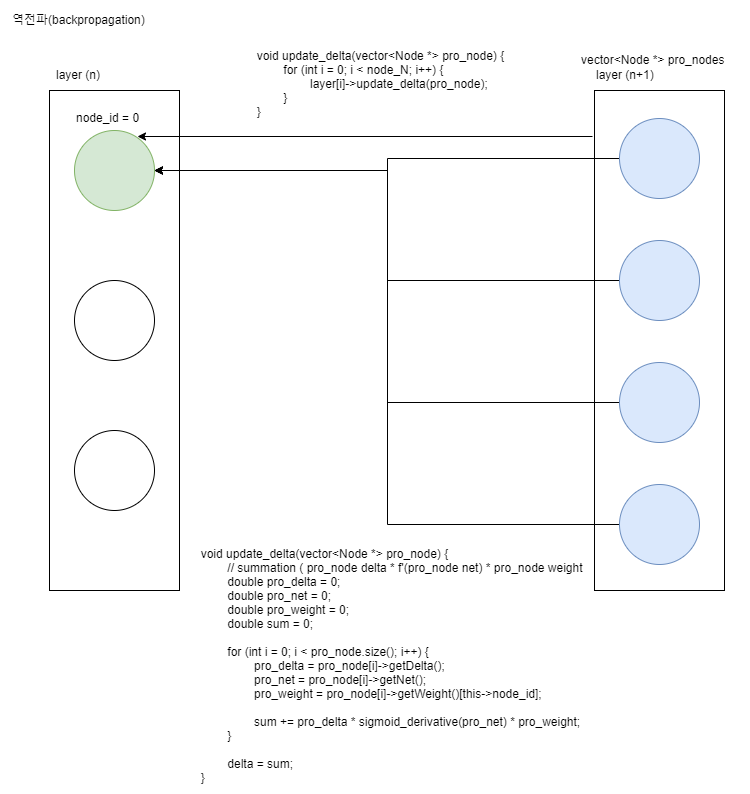 역전파(backpropagation)
void update_delta(vector<Node *> pro_node) {
for (int i = 0; i < node_N; i++) {
layer[i]->update_delta(pro_node);
}
}
vector<Node *> pro_nodes
layer (n+1)
layer (n)
node_id = 0
void update_delta(vector<Node *> pro_node) {
// summation ( pro_node delta * f'(pro_node net) * pro_node weight
double pro_delta = 0;
double pro_net = 0;
double pro_weight = 0;
double sum = 0;
for (int i = 0; i < pro_node.size(); i++) {
pro_delta = pro_node[i]->getDelta();
pro_net = pro_node[i]->getNet();
pro_weight = pro_node[i]->getWeight()[this->node_id];
sum += pro_delta * sigmoid_derivative(pro_net) * pro_weight;
}
delta = sum;
}